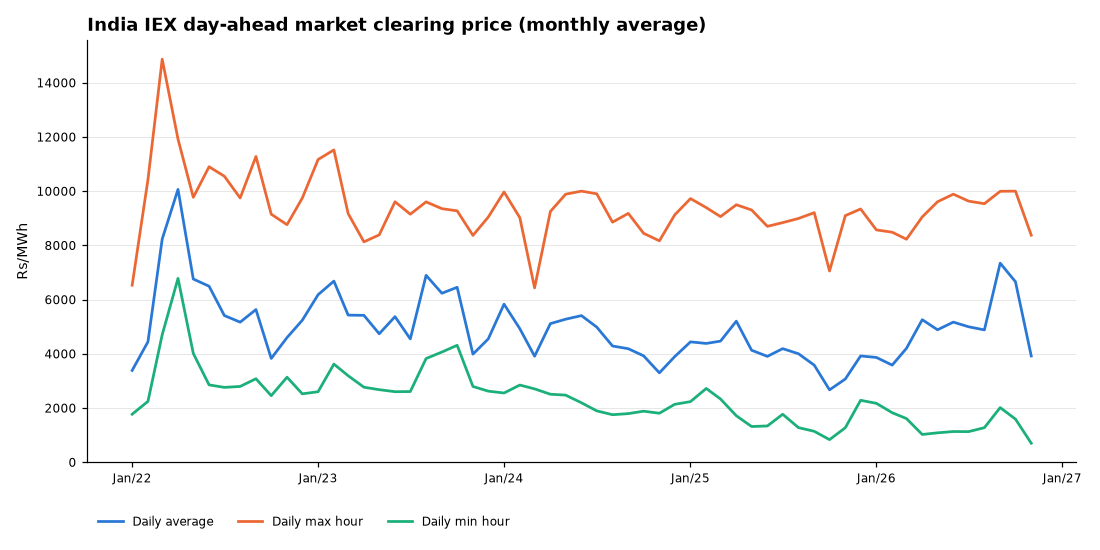 India IEX day-ahead market clearing price (monthly average)
Rs/MWh
14000
12000
10000
8000
6000
4000
2000
0
Jan/22 Jan/23 Jan/24 Jan/25 Jan/26 Jan/27
Daily average Daily max hour Daily min hour